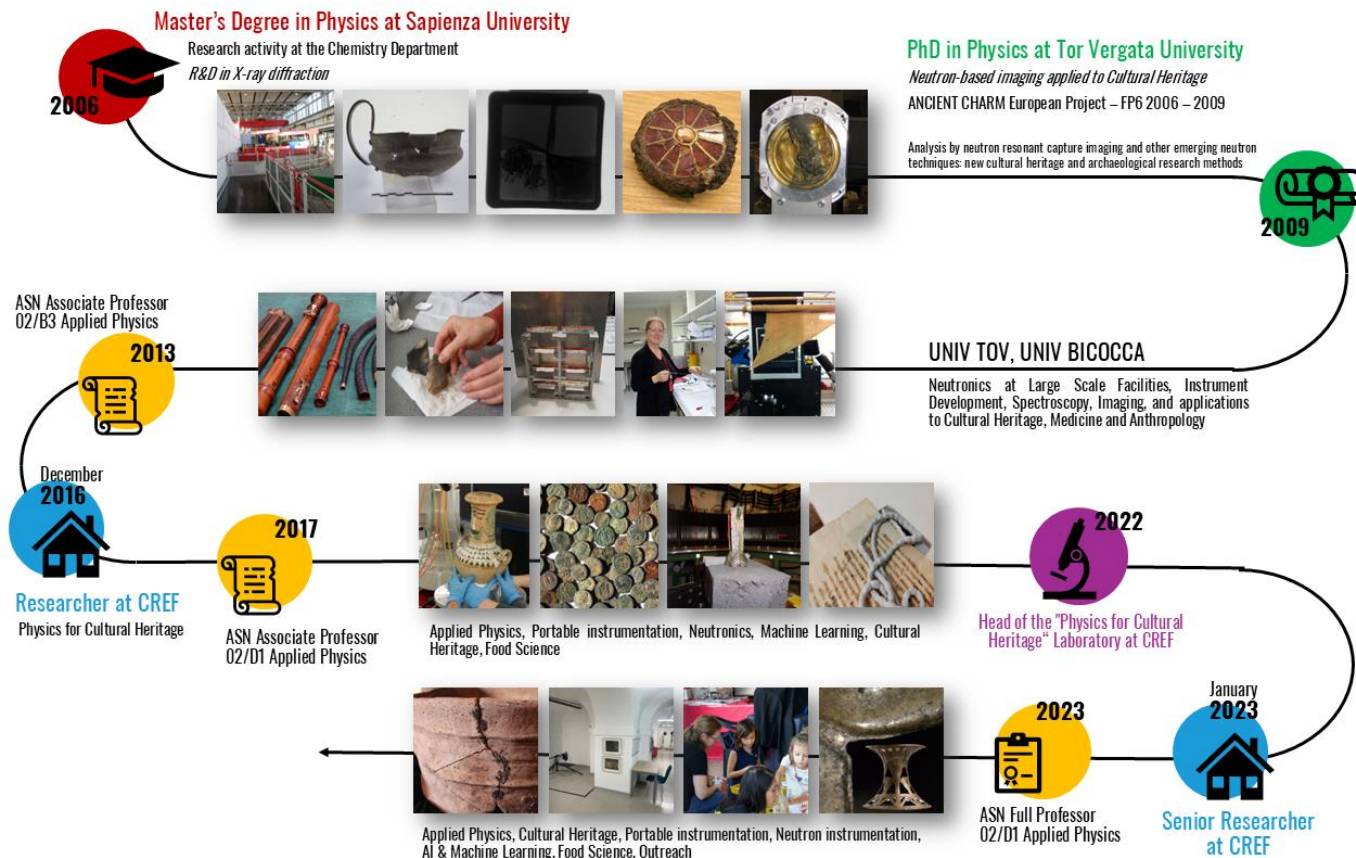 Master's Degree in Physics at Sapienza University
Research activity at the Chemistry Department
R&D in X-ray diffraction
2006
PhD in Physics at Tor Vergata University
Neutron-based imaging applied to Cultural Heritage
ANCIENT CHARM European Project – FP6 2006 – 2009
Analysis by neutron resonant capture imaging and other emerging neutron
techniques: new cultural heritage and archaeological research methods
2009
ASN Associate Professor
02/B3 Applied Physics
2013
UNIV TOV, UNIV BICOCCA
Neutronics at Large Scale Facilities, Instrument
Development, Spectroscopy, Imaging, and applications
to Cultural Heritage, Medicine and Anthropology
December
2016
Researcher at CREF
Physics for Cultural Heritage
2017
ASN Associate Professor
02/D1 Applied Physics
Applied Physics, Portable instrumentation, Neutronics, Machine Learning, Cultural
Heritage, Food Science
2022
Head of the "Physics for Cultural
Heritage“ Laboratory at CREF
January
2023
Senior Researcher
at CREF
2023
ASN Full Professor
02/D1 Applied Physics
Applied Physics, Cultural Heritage, Portable instrumentation, Neutron instrumentation,
AI & Machine Learning, Food Science, Outreach